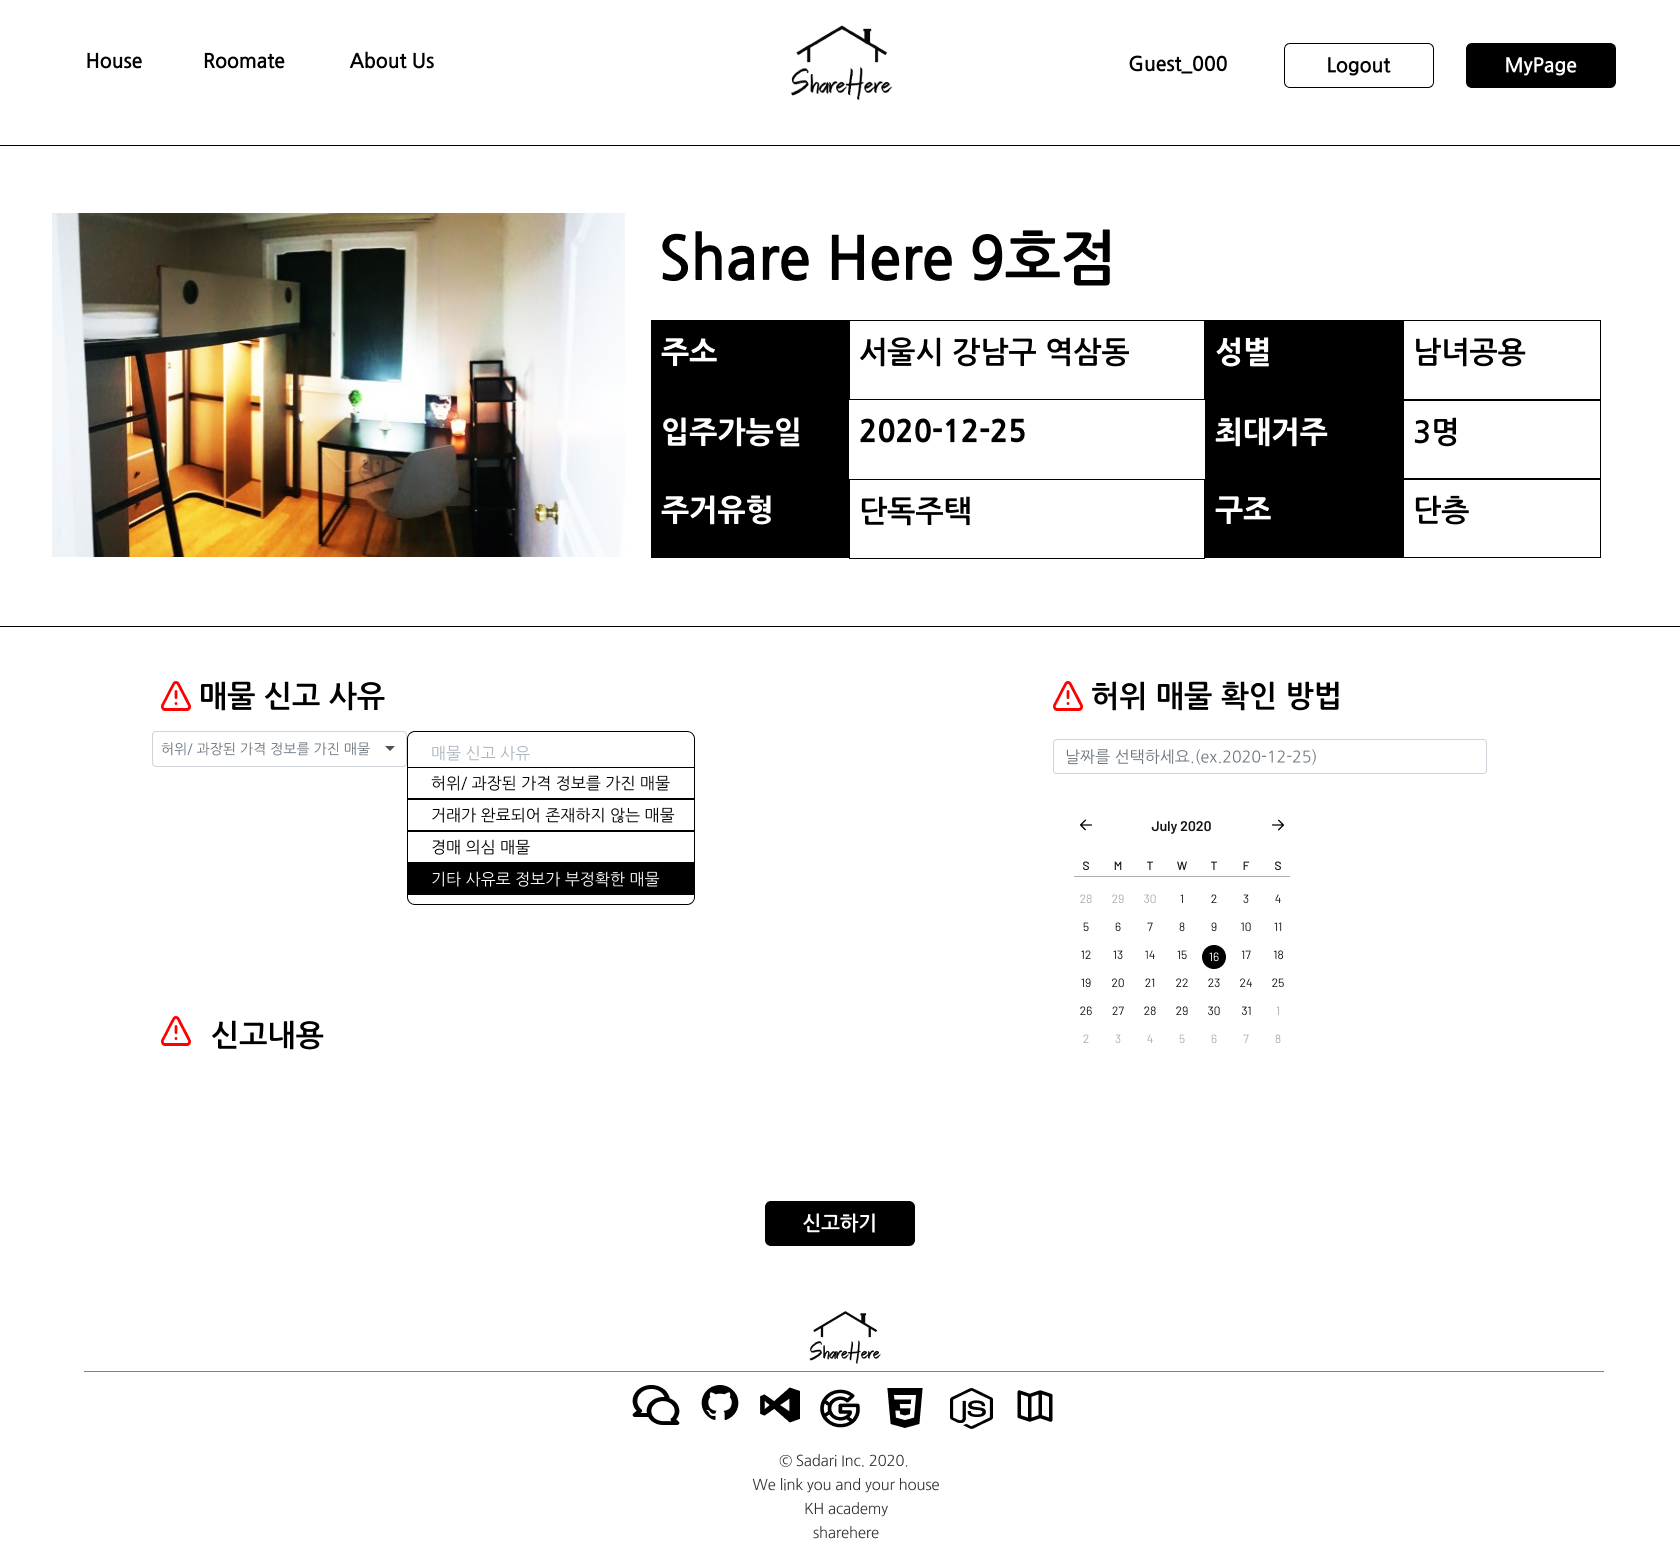 House
Roomate
About Us
ShareHere
Guest_000
Logout
MyPage
Share Here 9호점
주소
서울시 강남구 역삼동
성별
남녀공용
입주가능일
2020-12-25
최대거주
3명
주거유형
단독주택
구조
단층
매물 신고 사유
허위/ 과장된 가격 정보를 가진 매물
매물 신고 사유
허위/ 과장된 가격 정보를 가진 매물
거래가 완료되어 존재하지 않는 매물
경매 의심 매물
기타 사유로 정보가 부정확한 매물
신고내용
허위 매물 확인 방법
날짜를 선택하세요.(ex.2020-12-25)
July 2020
S M T W T F S
28 29 30 1 2 3 4
5 6 7 8 9 10 11
12 13 14 15 16 17 18
19 20 21 22 23 24 25
26 27 28 29 30 31 1
2 3 4 5 6 7 8
신고하기
ShareHere
G
3
JS
© Sadari Inc. 2020.
We link you and your house
KH academy
sharehere